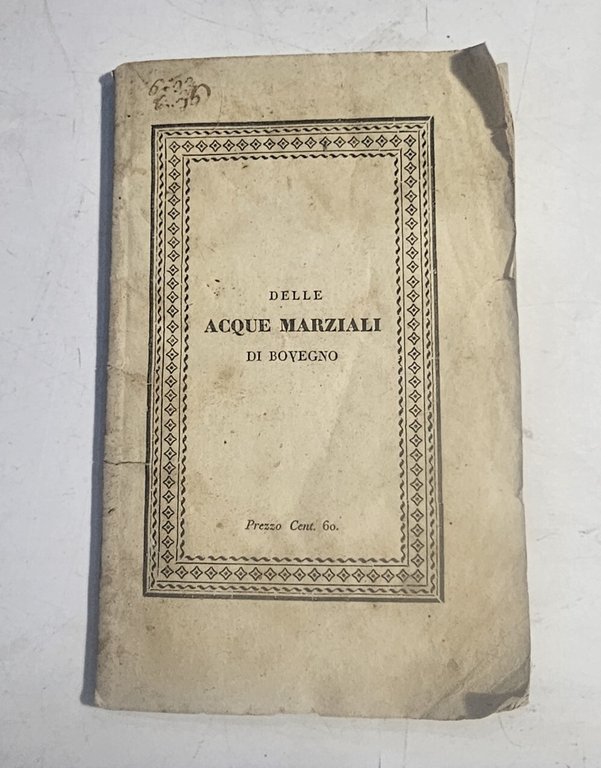 DELLE
ACQUE MARZIALI
DI BOVEGNO
Prezzo Cent. 60.